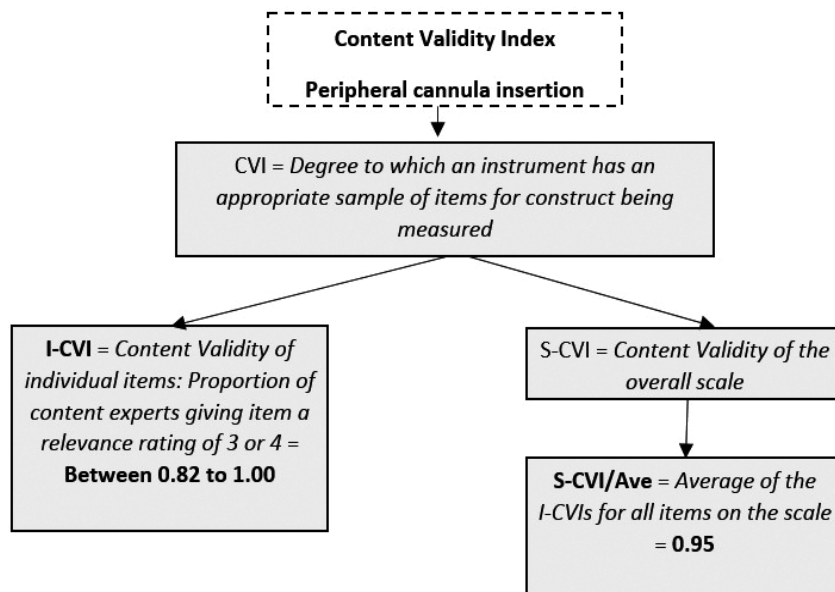 Content Validity Index
Peripheral cannula insertion
CVI = Degree to which an instrument has an
appropriate sample of items for construct being
measured
I-CVI = Content Validity of
individual items: Proportion of
content experts giving item a
relevance rating of 3 or 4 =
Between 0.82 to 1.00
S-CVI = Content Validity of the
overall scale
S-CVI/Ave = Average of the
I-CVIs for all items on the scale
= 0.95